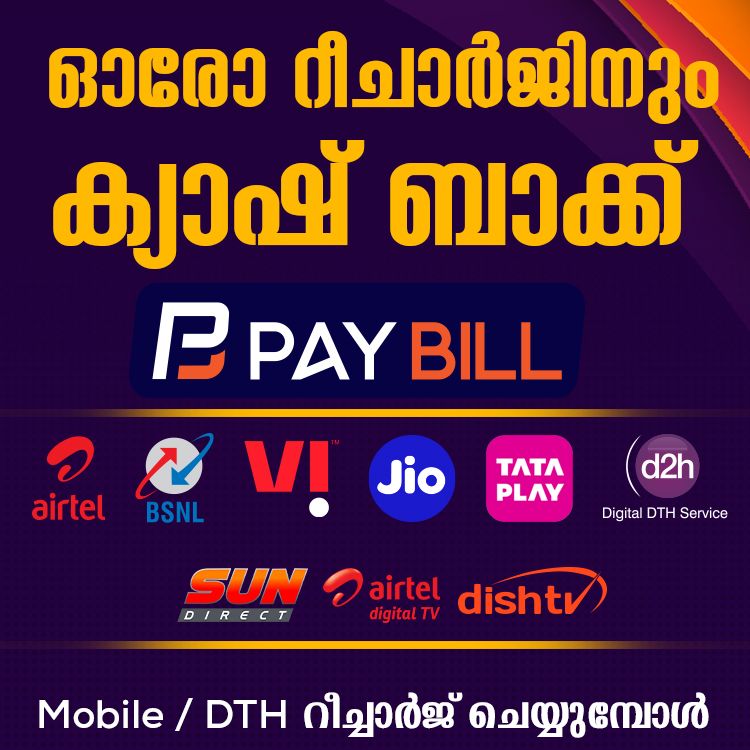 ഓരോ റീചാർജിനും
ക്യാഷ് ബാക്ക്
B PAY BILL
airtel
BSNL
VI™
Jio
TATA
PLAY
d2h
Digital DTH Service
SUN
DIRECT
airtel
digital TV
dishtv
Mobile / DTH റീച്ചാർജ് ചെയ്യുമ്പോൾ